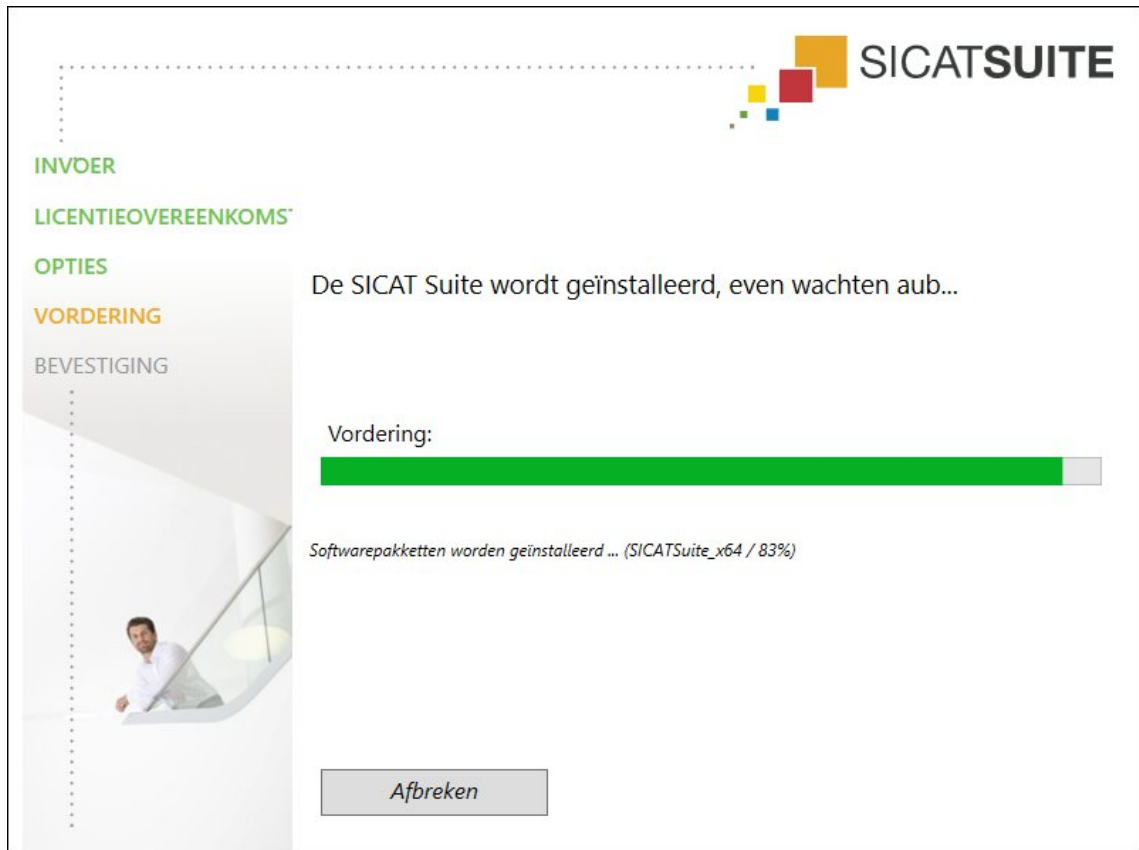 SICATSUITE
INVOER
LICENTIEOVEREENKOMS
OPTIES
VORDERING
BEVESTIGING
De SICAT Suite wordt geïnstalleerd, even wachten aub...
Vordering:
Softwarepakketten worden geïnstalleerd ... (SICATSuite_x64 / 83%)
Afbreken